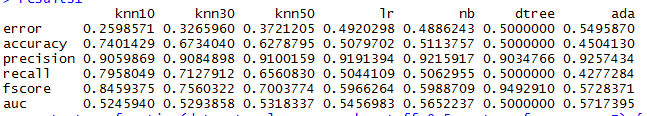 knn10 knn30 knn50 lr nb dtree ada
error 0.2598571 0.3265960 0.3721205 0.4920298 0.4886243 0.5000000 0.5495870
accuracy 0.7401429 0.6734040 0.6278795 0.5079702 0.5113757 0.5000000 0.4504130
precision 0.9059869 0.9084898 0.9100159 0.9191394 0.9215917 0.9034766 0.9257434
recall 0.7958049 0.7127912 0.6560830 0.5044109 0.5062955 0.5000000 0.4277284
fscore 0.8459375 0.7560322 0.7003774 0.5966264 0.5988709 0.9492910 0.5728371
auc 0.5245940 0.5293858 0.5318337 0.5456983 0.5652237 0.5000000 0.5717395